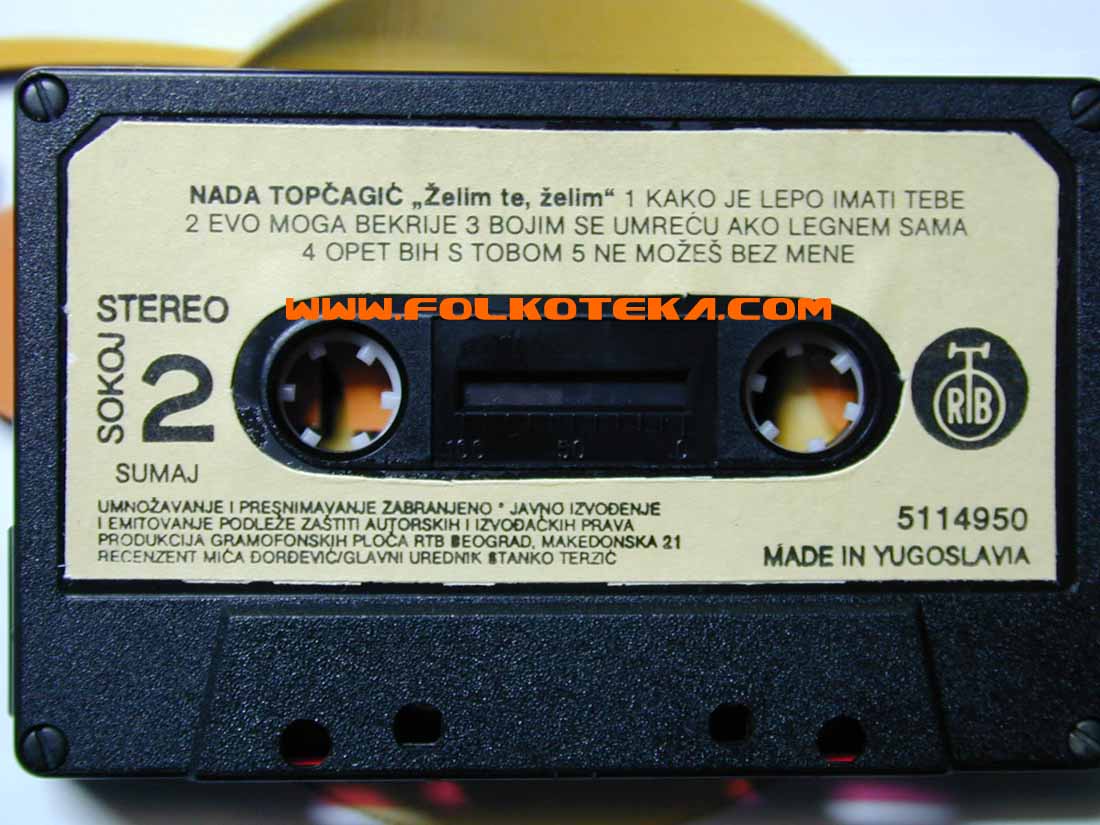 NADA TOPČAGIĆ „Želim te, želim“ 1 KAKO JE LEPO IMATI TEBE
2 EVO MOGA BEKRIJE 3 BOJIM SE UMREĆU AKO LEGNEM SAMA
4 OPET BIH S TOBOM 5 NE MOŽEŠ BEZ MENE
STEREO
WWW.FOLKOTEKA.COM
SOKOJ
2
RTB
100 50 0
SUMAJ
UMNOŽAVANJE I PRESNIMAVANJE ZABRANJENO * JAVNO IZVOĐENJE
I EMITOVANJE PODLEŽE ZAŠTITI AUTORSKIH I IZVOĐAČKIH PRAVA
PRODUKCIJA GRAMOFONSKIH PLOČA RTB BEOGRAD, MAKEDONSKA 21
RECENZENT MIĆA ĐORĐEVIĆ/GLAVNI UREDNIK STANKO TERZIĆ
5114950
MADE IN YUGOSLAVIA